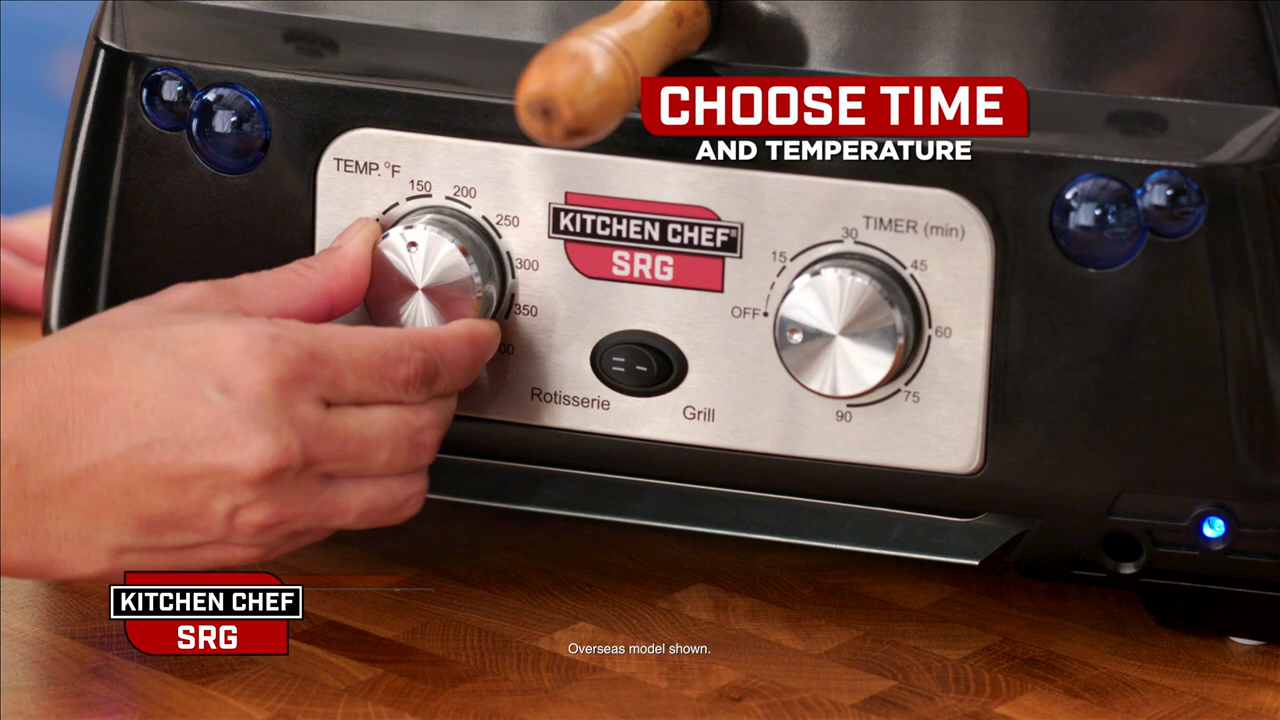 CHOOSE TIME
AND TEMPERATURE
TEMP. °F
150
200
250
300
350
KITCHEN CHEF®
SRG
TIMER (min)
OFF
15
30
45
60
75
90
Rotisserie
Grill
KITCHEN CHEF
SRG
Overseas model shown.